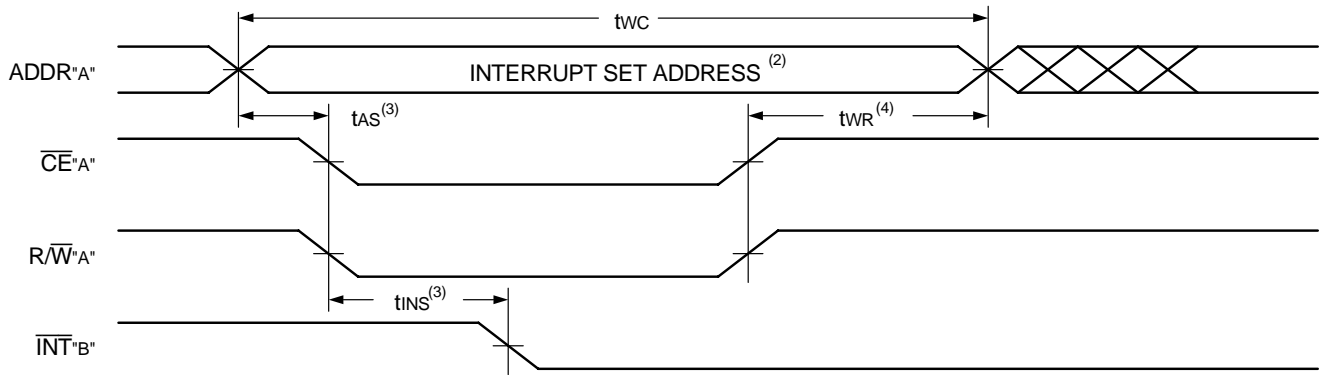 tWC
ADDR"A" INTERRUPT SET ADDRESS (2)
tAS(3) tWR(4)
CE"A"
R/W"A"
tINS(3)
INT"B"